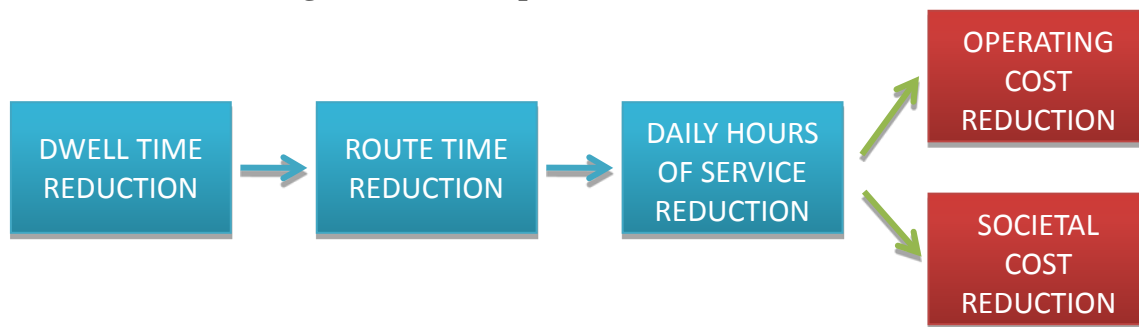 DWELL TIME
REDUCTION
ROUTE TIME
REDUCTION
DAILY HOURS
OF SERVICE
REDUCTION
OPERATING
COST
REDUCTION
SOCIETAL
COST
REDUCTION